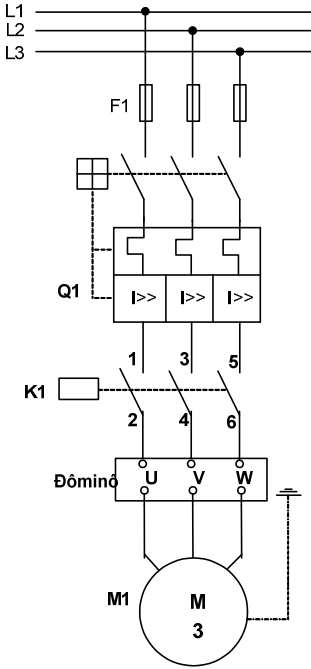 L1
L2
L3
F1
Q1
I>> I>> I>>
1 3 5
K1
2 4 6
Đôminô U V W
M1 M
3